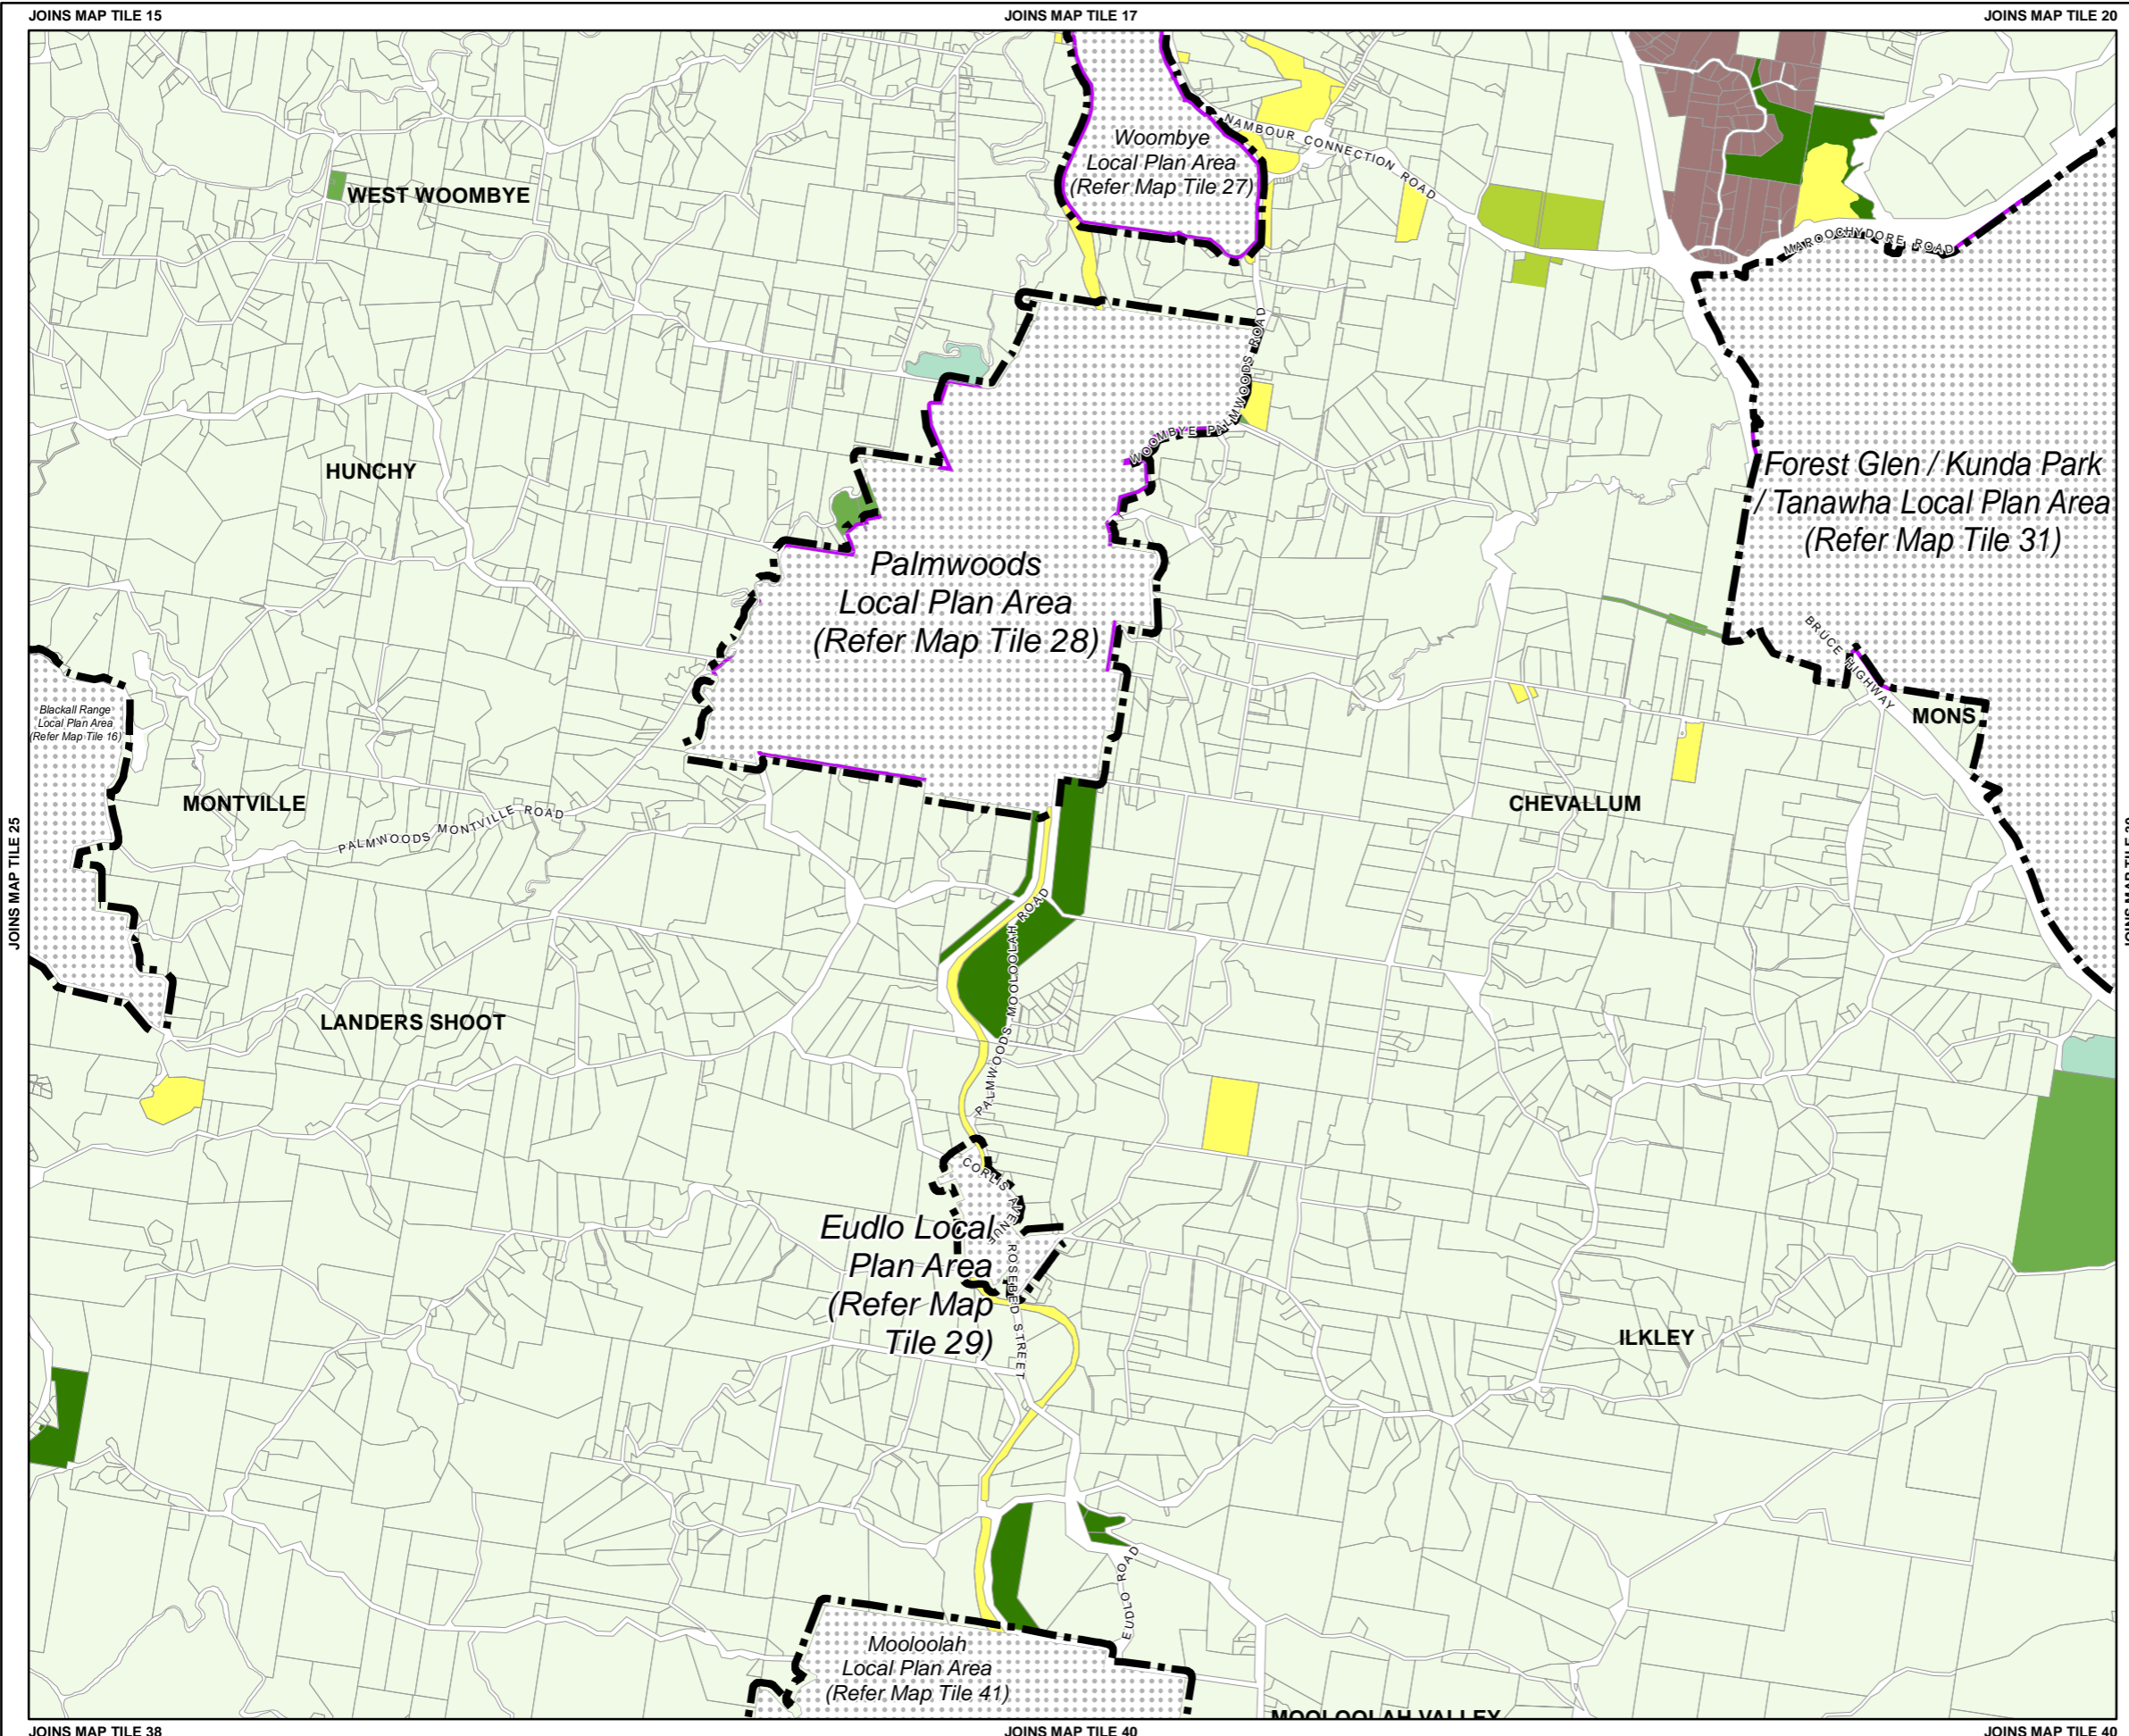 JOINS MAP TILE 15
JOINS MAP TILE 17
JOINS MAP TILE 20
Woombye
Local Plan Area
(Refer Map Tile 27)
NAMBOUR CONNECTION ROAD
WEST WOOMBYE
MAROOCHYDORE ROAD
WOOMBYE PALMWOODS ROAD
HUNCHY
Forest Glen / Kunda Park
/ Tanawha Local Plan Area
(Refer Map Tile 31)
Palmwoods
Local Plan Area
(Refer Map Tile 28)
BRUCE HIGHWAY
MONS
Blackall Range
Local Plan Area
(Refer Map Tile 16)
MONTVILLE
PALMWOODS MONTVILLE ROAD
CHEVALLUM
JOINS MAP TILE 25
PALMWOODS MOOLOOLAH ROAD
LANDERS SHOOT
CORLIS AVENUE
Eudlo Local
Plan Area
(Refer Map
Tile 29)
ROSEBED STREET
ILKLEY
EUDLO ROAD
Mooloolah
Local Plan Area
(Refer Map Tile 41)
MOOLOOLAH VALLEY
JOINS MAP TILE 38
JOINS MAP TILE 40
JOINS MAP TILE 40